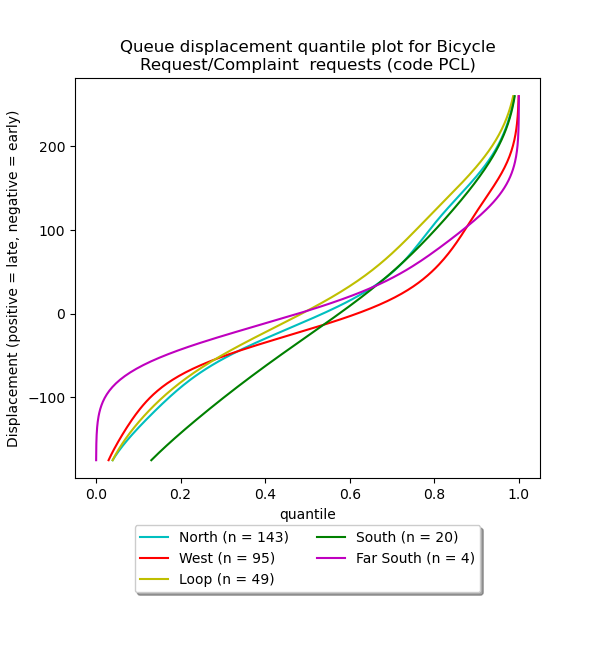 Queue displacement quantile plot for Bicycle
Request/Complaint  requests (code PCL)
Displacement (positive = late, negative = early)
200
100
0
−100
0.0 0.2 0.4 0.6 0.8 1.0
quantile
North (n = 143)
West (n = 95)
Loop (n = 49)
South (n = 20)
Far South (n = 4)